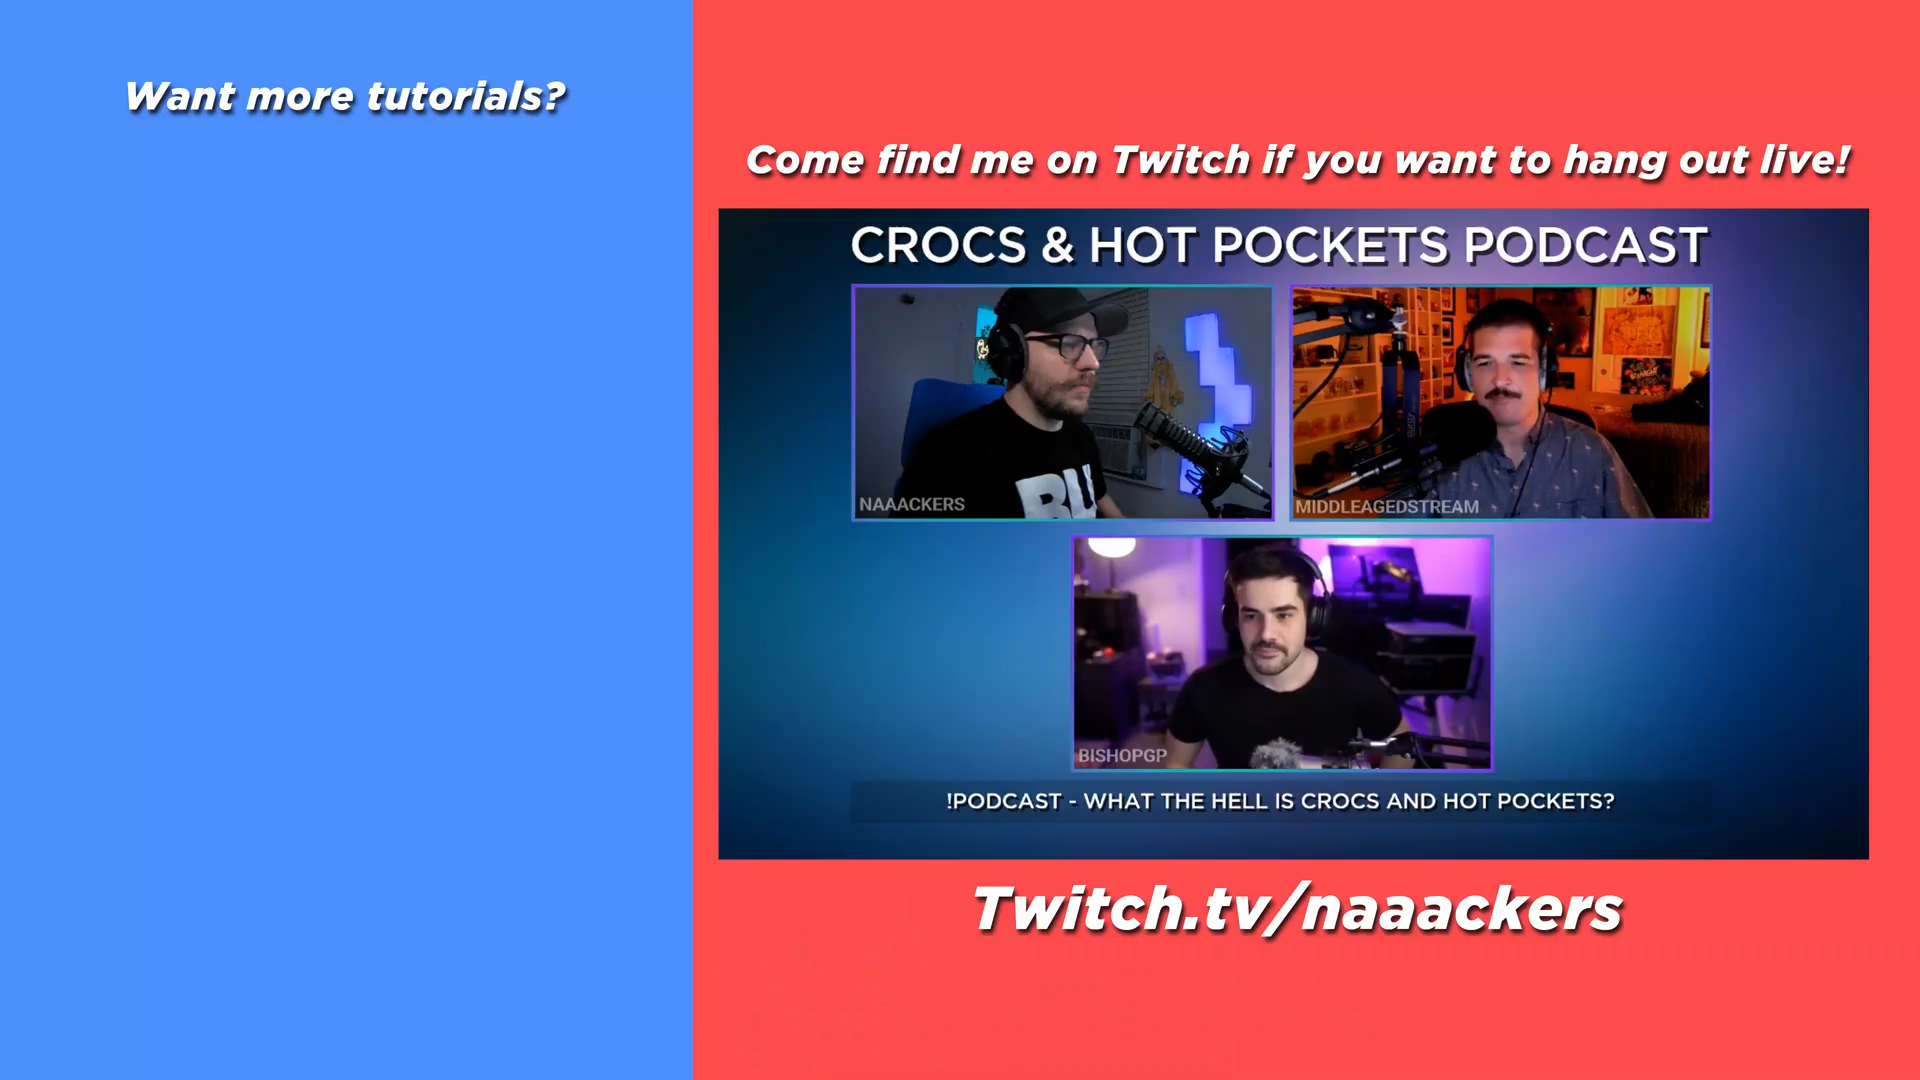 Want more tutorials?
Come find me on Twitch if you want to hang out live!
CROCS & HOT POCKETS PODCAST
BU
NAAACKERS
MIDDLEAGEDSTREAM
BISHOPGP
!PODCAST - WHAT THE HELL IS CROCS AND HOT POCKETS?
Twitch.tv/naaackers